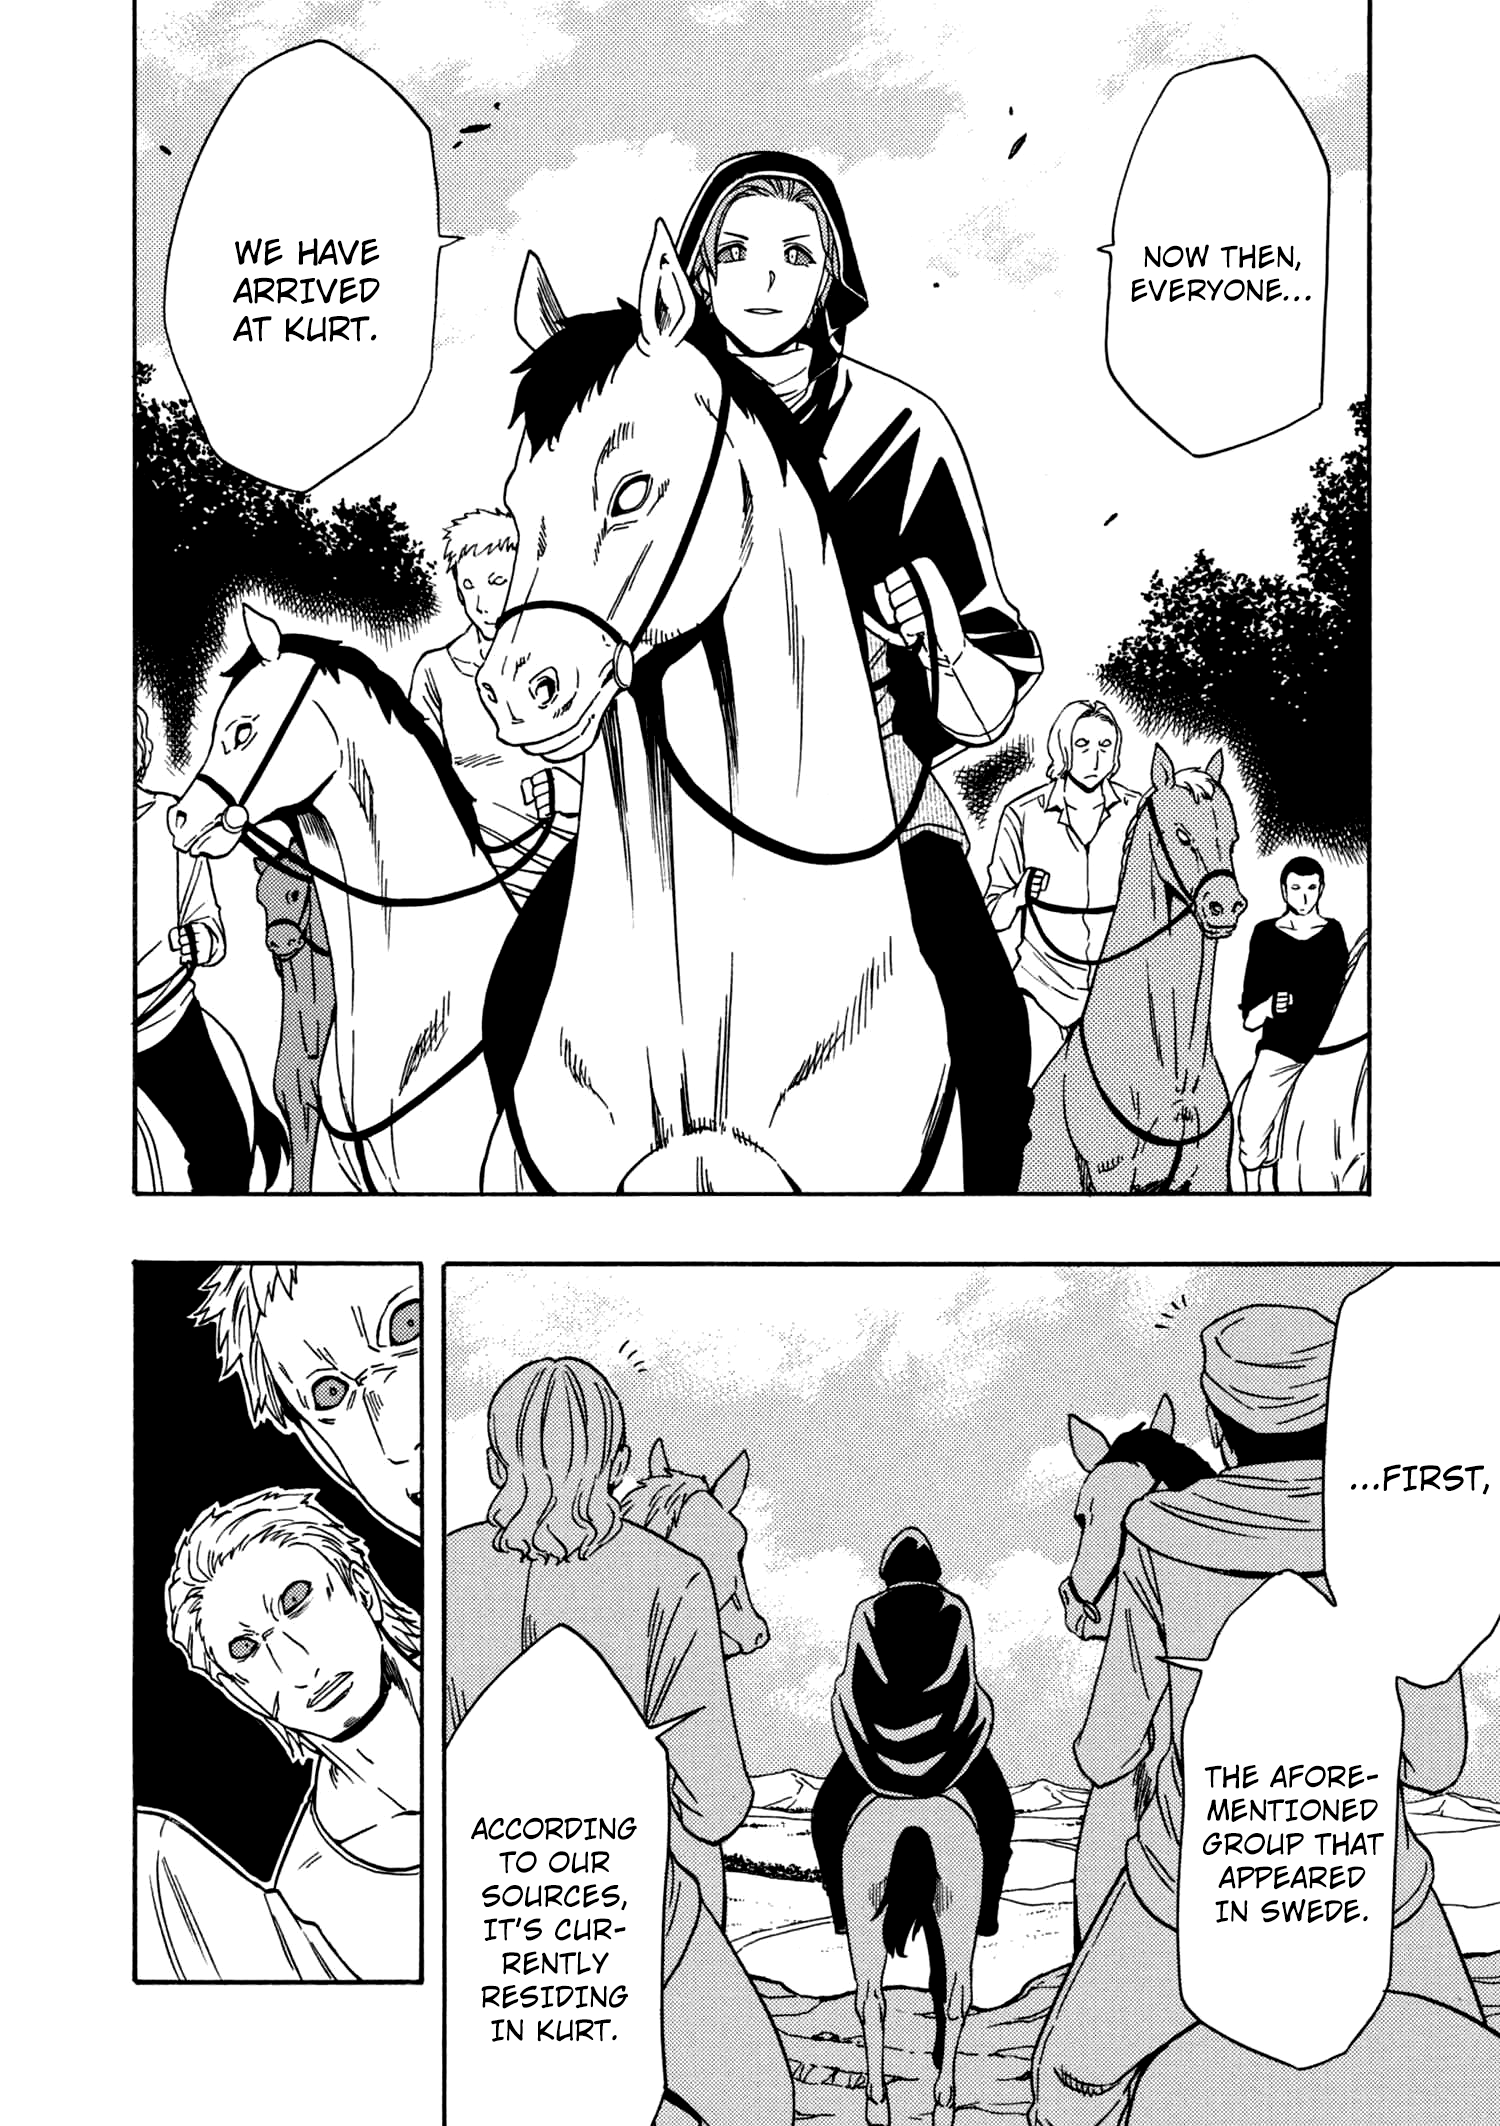 NOW THEN,
EVERYONE...
WE HAVE
ARRIVED
AT KURT.
...FIRST,
THE AFORE-
MENTIONED
GROUP THAT
APPEARED
IN SWEDE.
ACCORDING
TO OUR
SOURCES,
IT'S CUR-
RENTLY
RESIDING
IN KURT.